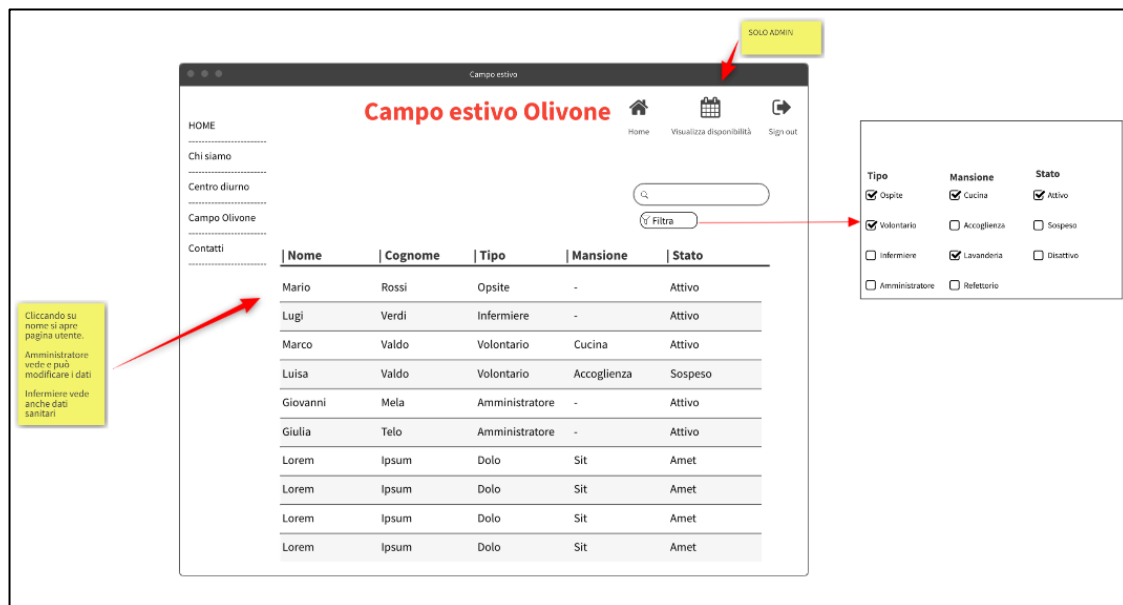 SOLO ADMIN
Campo estivo
Campo estivo Olivone
Home
Visualizza disponibilità
Sign out
HOME
Chi siamo
Centro diurno
Campo Olivone
Contatti
Filtra
| Nome | Cognome | Tipo | Mansione | Stato
Mario Rossi Opsite - Attivo
Lugi Verdi Infermiere - Attivo
Marco Valdo Volontario Cucina Attivo
Luisa Valdo Volontario Accoglienza Sospeso
Giovanni Mela Amministratore - Attivo
Giulia Telo Amministratore - Attivo
Lorem Ipsum Dolo Sit Amet
Lorem Ipsum Dolo Sit Amet
Lorem Ipsum Dolo Sit Amet
Lorem Ipsum Dolo Sit Amet
Cliccando su
nome si apre
pagina utente.
Amministratore
vede e può
modificare i dati
Infermiere vede
anche dati
sanitari
Tipo Mansione Stato
Ospite Cucina Attivo
Volontario Accoglienza Sospeso
Infermiere Lavanderia Disattivo
Amministratore Refettorio